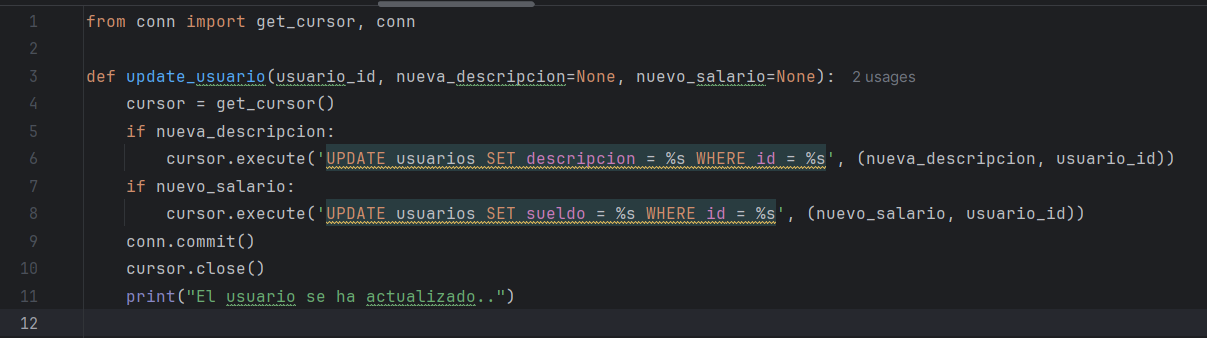 1 from conn import get_cursor, conn
2
3 def update_usuario(usuario_id, nueva_descripcion=None, nuevo_salario=None): 2 usages
4 cursor = get_cursor()
5 if nueva_descripcion:
6 cursor.execute('UPDATE usuarios SET descripcion = %s WHERE id = %s', (nueva_descripcion, usuario_id))
7 if nuevo_salario:
8 cursor.execute('UPDATE usuarios SET sueldo = %s WHERE id = %s', (nuevo_salario, usuario_id))
9 conn.commit()
10 cursor.close()
11 print("El usuario se ha actualizado..")
12